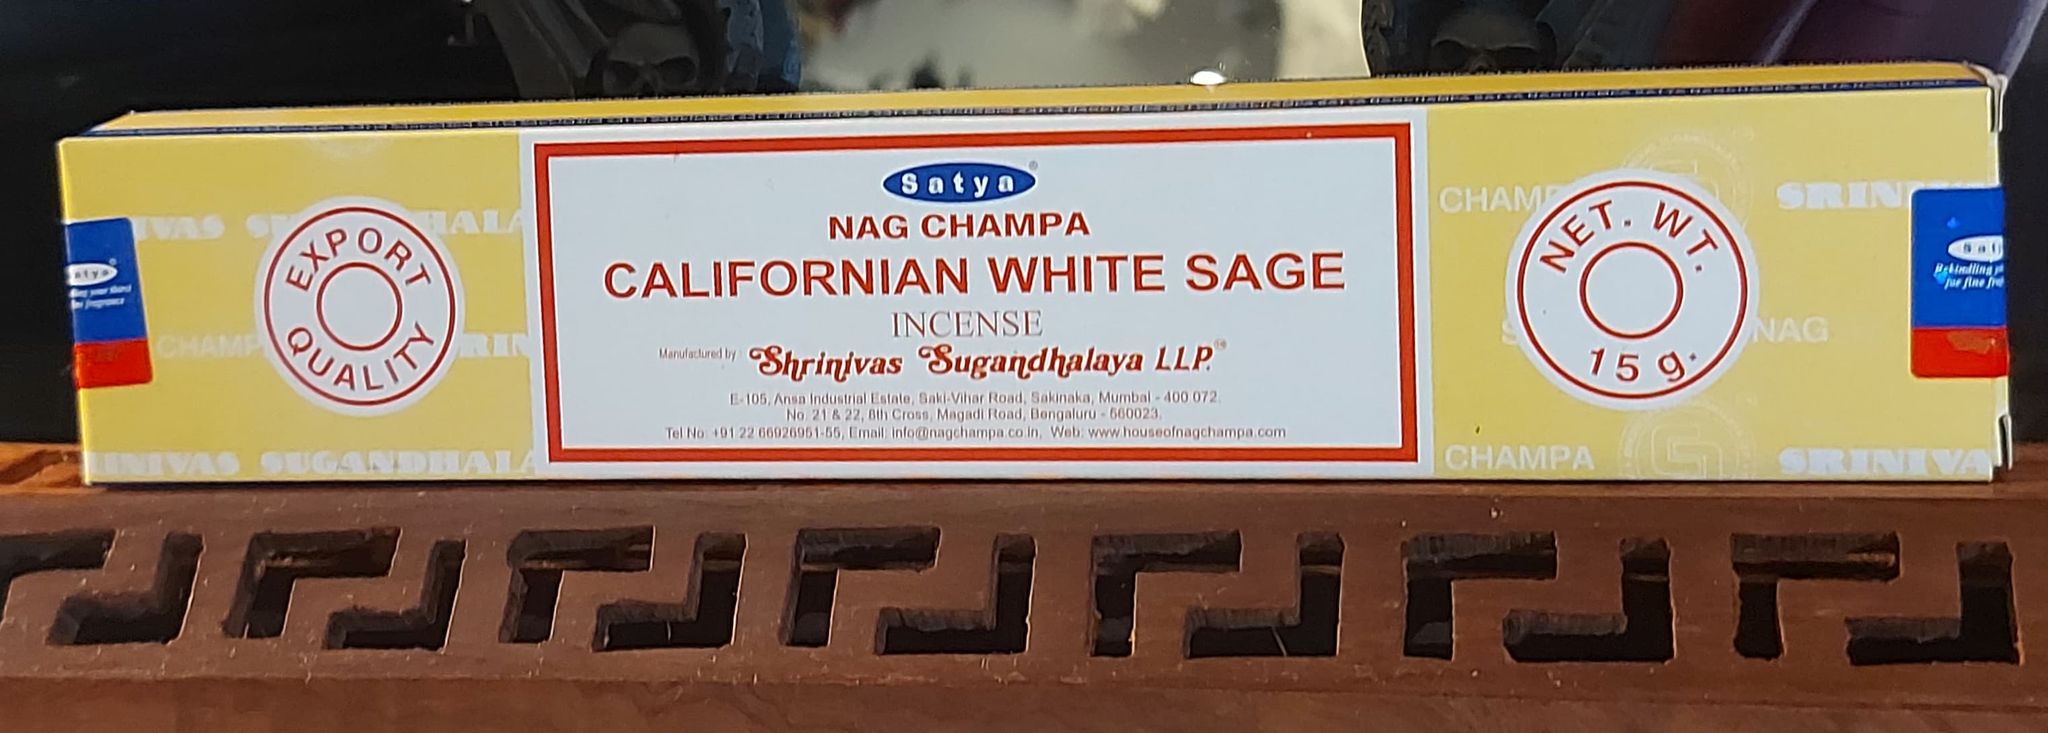 Satya
NAG CHAMPA
CALIFORNIAN WHITE SAGE
INCENSE
Manufactured by Shrinivas Sugandhalaya LLP.
E-105, Ansa Industrial Estate, Saki-Vihar Road, Sakinaka, Mumbai - 400 072.
No. 21 & 22, 8th Cross, Magadi Road, Bengaluru - 560023.
Tel No: +91 22 66926951-55, Email: info@nagchampa.co.in, Web: www.houseofnagchampa.com
EXPORT QUALITY
NET. WT.
15 g.
CHAMPA
NAG
CHAMPA